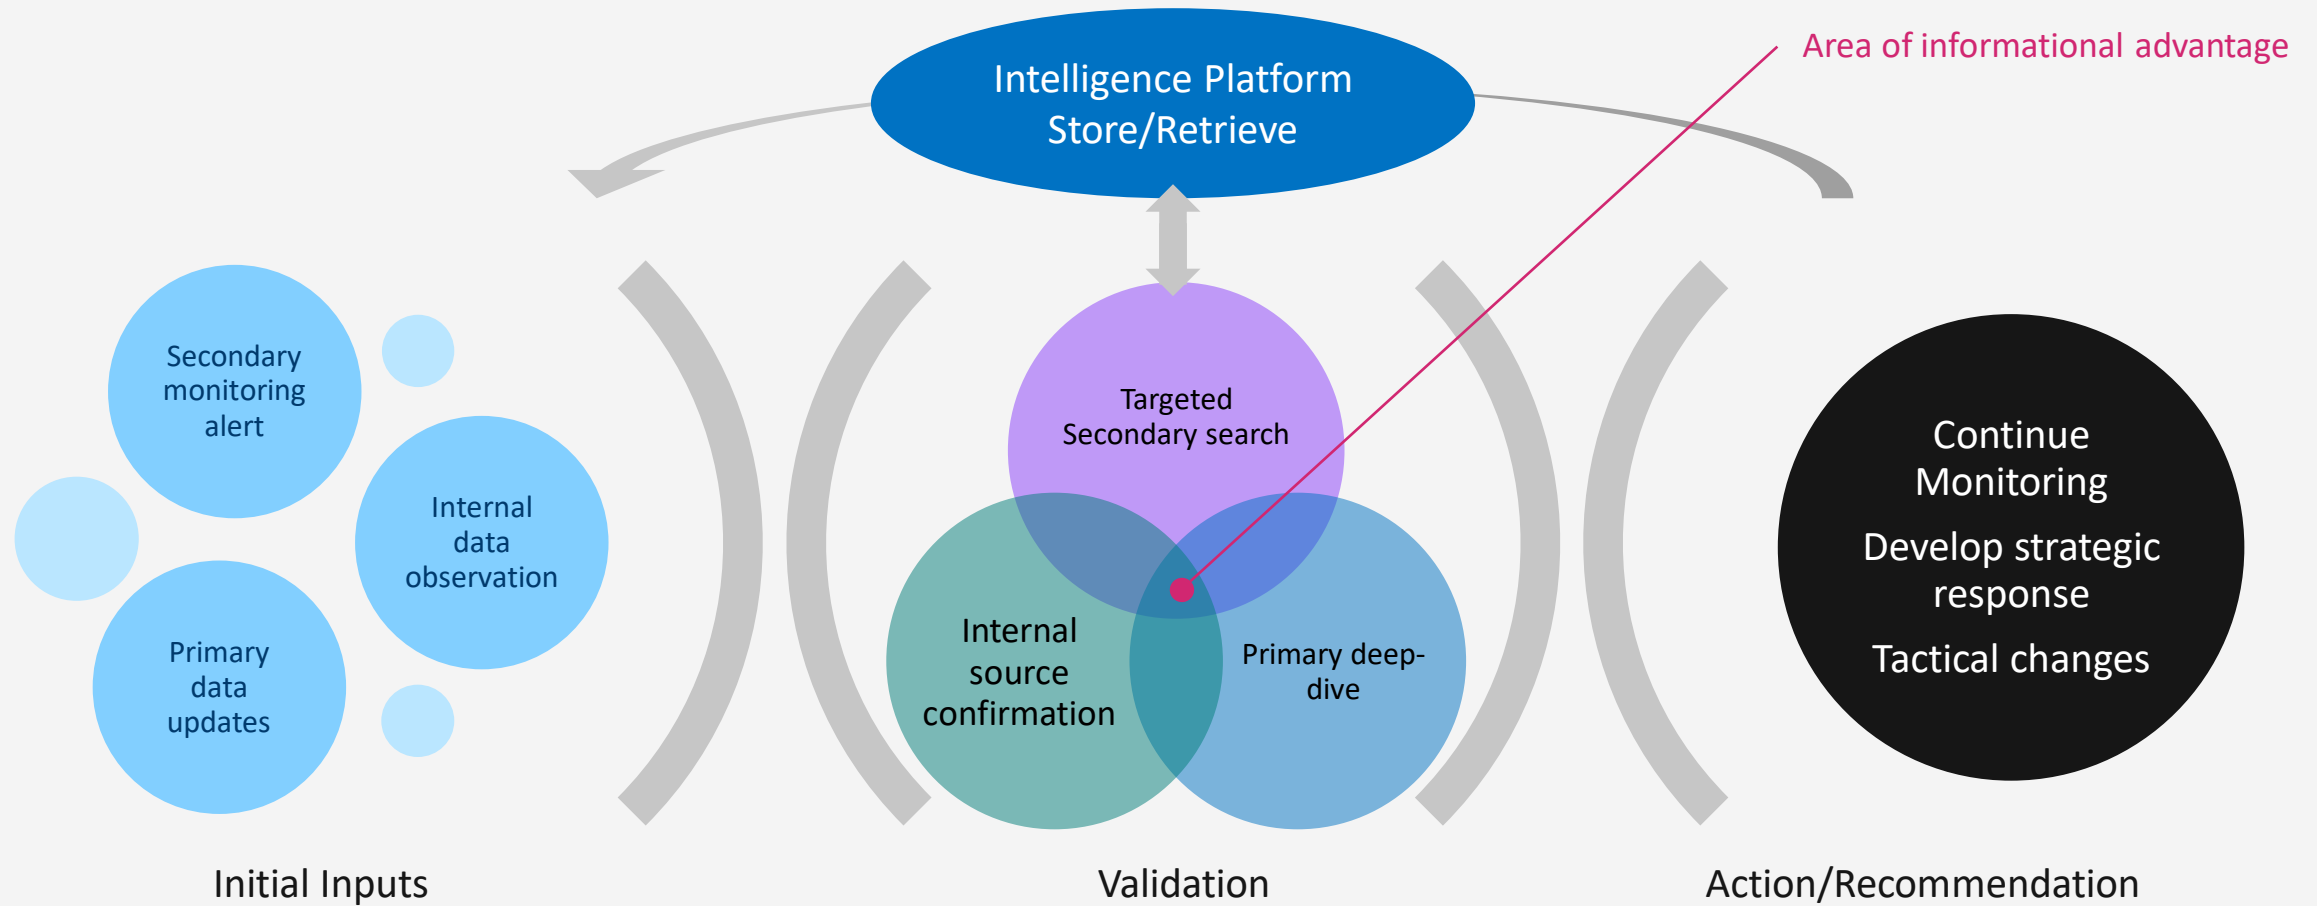 Intelligence Platform
Store/Retrieve
Area of informational advantage
Secondary
monitoring
alert
Internal
data
observation
Primary
data
updates
Targeted
Secondary search
Internal
source
confirmation
Primary deep-
dive
Continue
Monitoring
Develop strategic
response
Tactical changes
Initial Inputs
Validation
Action/Recommendation